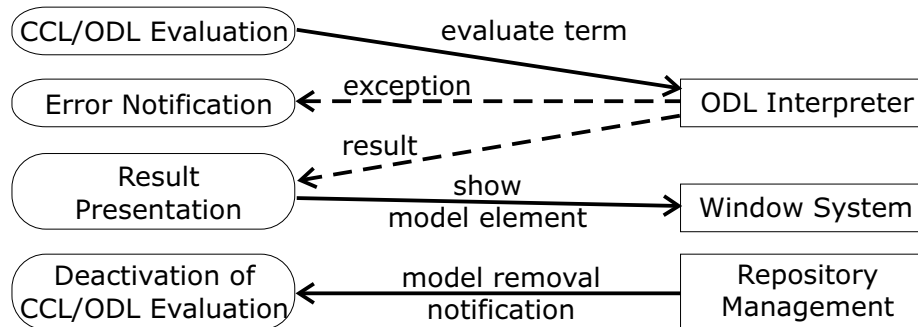 CCL/ODL Evaluation
evaluate term
Error Notification
exception
ODL Interpreter
result
Result
Presentation
show
model element
Window System
Deactivation of
CCL/ODL Evaluation
model removal
notification
Repository
Management